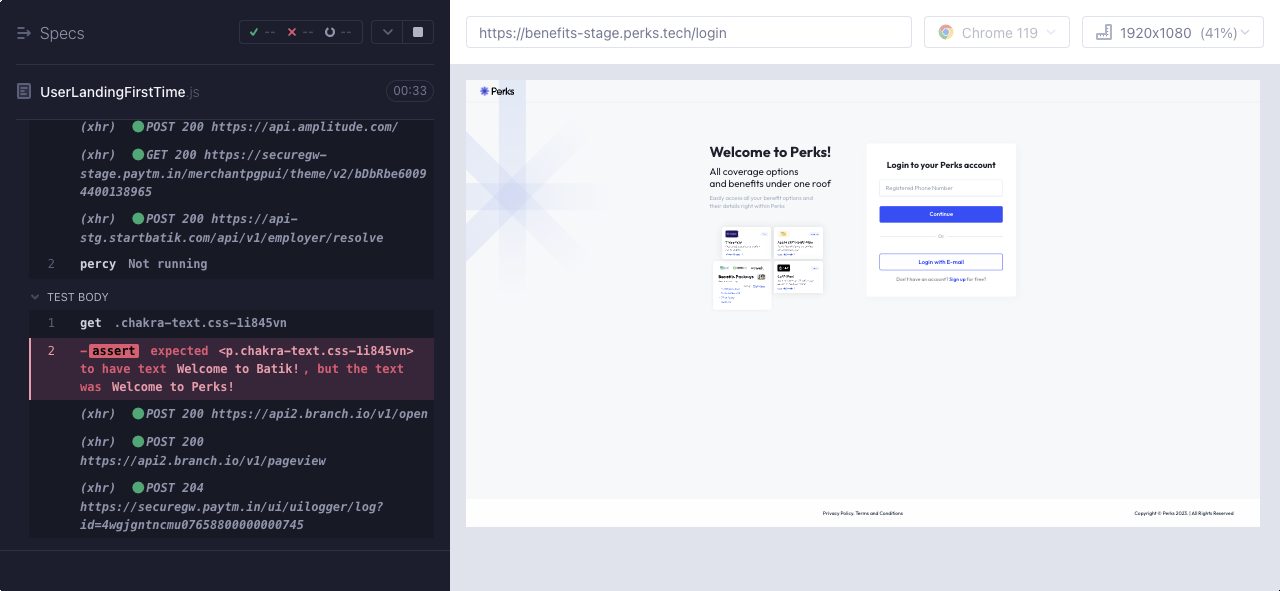 Specs
-- -- --
https://benefits-stage.perks.tech/login
Chrome 119
1920x1080 (41%)
UserLandingFirstTime.js
00:33
(xhr) POST 200 https://api.amplitude.com/
(xhr) GET 200 https://securegw-
stage.paytm.in/merchantpgpui/theme/v2/bDbRbe6009
4400138965
(xhr) POST 200 https://api-
stg.startbatik.com/api/v1/employer/resolve
2 percy Not running
TEST BODY
1 get .chakra-text.css-1i845vn
2 -assert expected <p.chakra-text.css-1i845vn>
to have text Welcome to Batik!, but the text
was Welcome to Perks!
(xhr) POST 200 https://api2.branch.io/v1/open
(xhr) POST 200
https://api2.branch.io/v1/pageview
(xhr) POST 204
https://securegw.paytm.in/ui/uilogger/log?
id=4wgjgntncmu07658800000000745
Perks
Welcome to Perks!
All coverage options
and benefits under one roof
Easily access all your benefit options and
their details right within Perks
Benefits Packages
Login to your Perks account
Registered Phone Number
Continue
Or
Login with E-mail
Don't have an account? Sign up for free?
Privacy Policy. Terms and Conditions
Copyright © Perks 2023. | All Rights Reserved